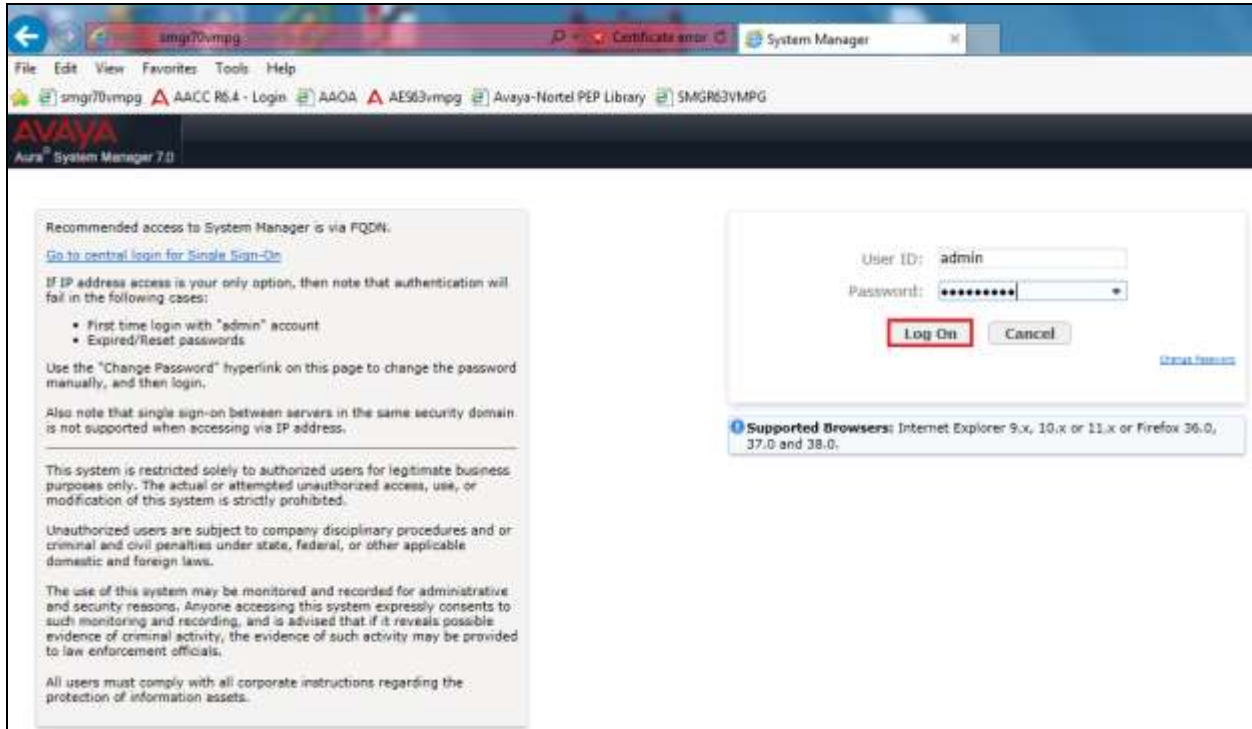 smgr70vmpg Certificate error System Manager
File Edit View Favorites Tools Help
smgr70vmpg AACC R6.4 - Login AAOA AES63vmpg Avaya-Nortel PEP Library SMGR63VMPG
AVAYA
Aura® System Manager 7.0
Recommended access to System Manager is via FQDN.
Go to central login for Single Sign-On
If IP address access is your only option, then note that authentication will
fail in the following cases:
• First time login with "admin" account
• Expired/Reset passwords
Use the "Change Password" hyperlink on this page to change the password
manually, and then login.
Also note that single sign-on between servers in the same security domain
is not supported when accessing via IP address.
This system is restricted solely to authorized users for legitimate business
purposes only. The actual or attempted unauthorized access, use, or
modification of this system is strictly prohibited.
Unauthorized users are subject to company disciplinary procedures and or
criminal and civil penalties under state, federal, or other applicable
domestic and foreign laws.
The use of this system may be monitored and recorded for administrative
and security reasons. Anyone accessing this system expressly consents to
such monitoring and recording, and is advised that if it reveals possible
evidence of criminal activity, the evidence of such activity may be provided
to law enforcement officials.
All users must comply with all corporate instructions regarding the
protection of information assets.
User ID: admin
Password: •••••••••
Log On Cancel
Change Password
Supported Browsers: Internet Explorer 9.x, 10.x or 11.x or Firefox 36.0,
37.0 and 38.0.